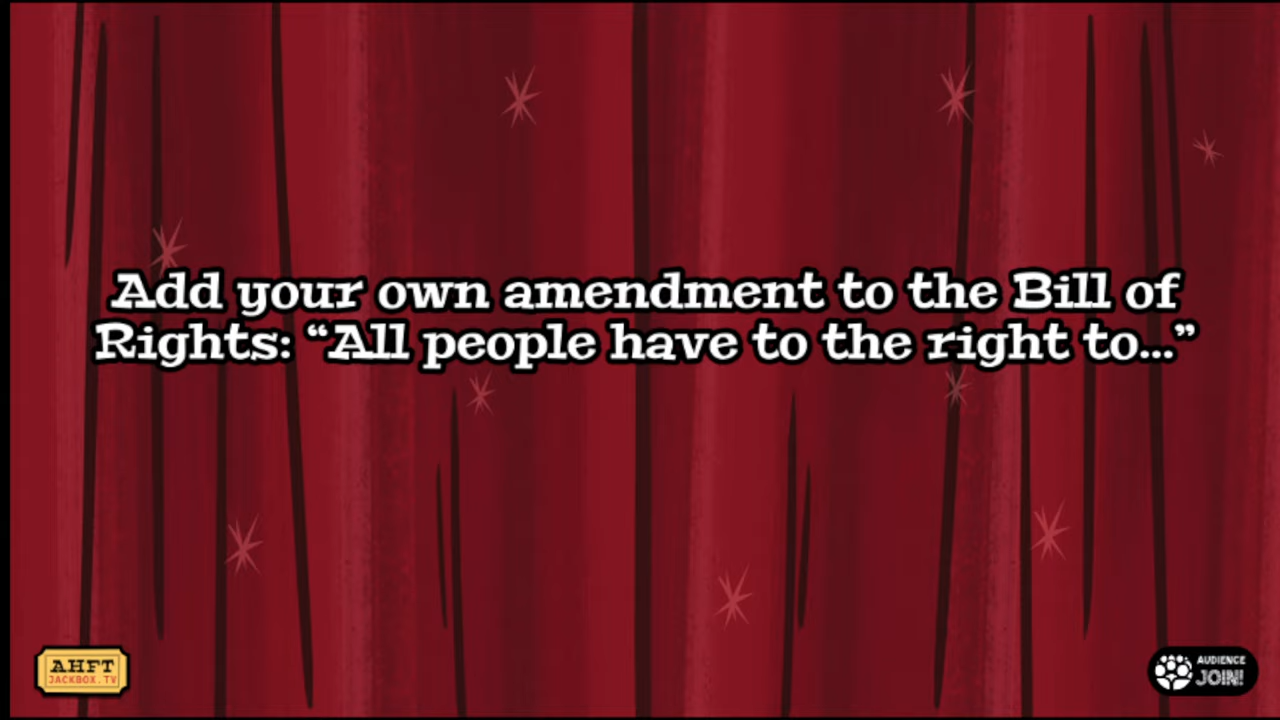 Add your own amendment to the Bill of
Rights: “All people have to the right to...”
AHFT
JACKBOX.TV
AUDIENCE
JOIN!